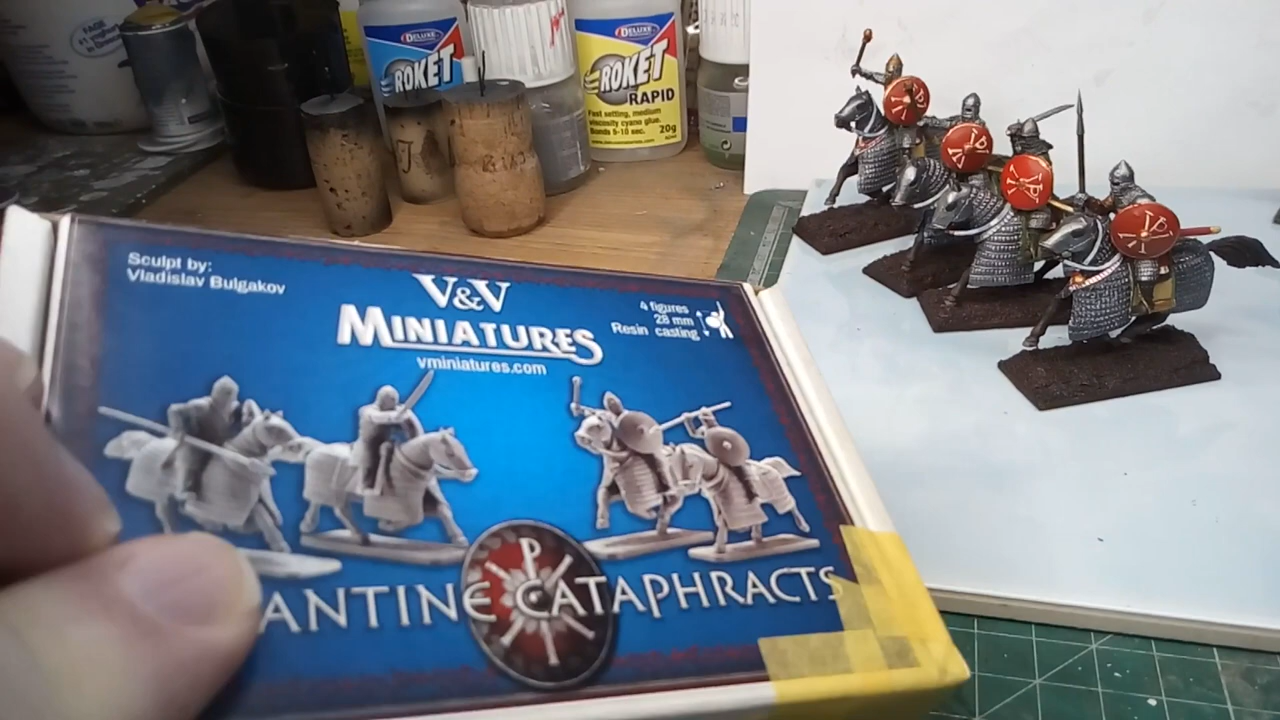 DELUXE
ROKET
DELUXE
ROKET
RAPID
Fast setting, medium
viscosity cyano glue.
Bonds 5-10 sec.
20g
Sculpt by:
Vladislav Bulgakov
V&V
MINIATURES
vminiatures.com
4 figures
28 mm
Resin casting
ANTINE CATAPHRACTS